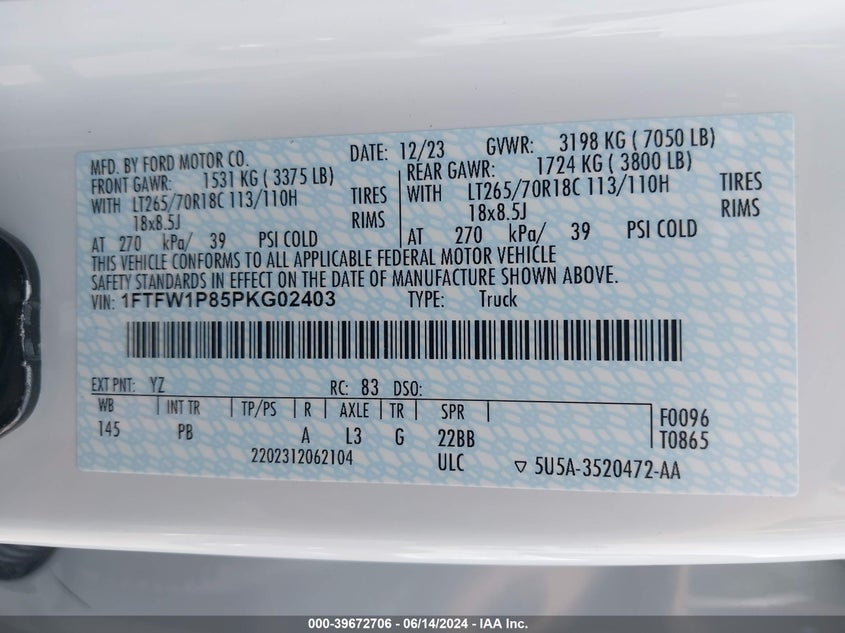 MFD. BY FORD MOTOR CO. DATE: 12/23 GVWR: 3198 KG ( 7050 LB)
FRONT GAWR: 1531 KG ( 3375 LB) REAR GAWR: 1724 KG ( 3800 LB)
WITH LT265/70R18C 113/110H TIRES WITH LT265/70R18C 113/110H TIRES
18x8.5J RIMS 18x8.5J RIMS
AT 270 kPa/ 39 PSI COLD AT 270 kPa/ 39 PSI COLD
THIS VEHICLE CONFORMS TO ALL APPLICABLE FEDERAL MOTOR VEHICLE
SAFETY STANDARDS IN EFFECT ON THE DATE OF MANUFACTURE SHOWN ABOVE.
VIN: 1FTFW1P85PKG02403 TYPE: Truck
EXT PNT: YZ RC: 83 DSO:
WB INT TR TP/PS R AXLE TR SPR F0096
145 PB A L3 G 22BB T0865
2202312062104 ULC ▽ 5U5A-3520472-AA
000-39672706 - 06/14/2024 - IAA Inc.